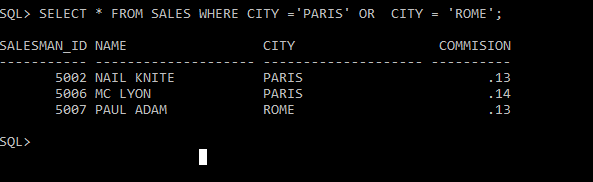 SQL> SELECT * FROM SALES WHERE CITY ='PARIS' OR  CITY = 'ROME';
SALESMAN_ID NAME                 CITY                  COMMISION
----------- -------------------- -------------------- ----------
       5002 NAIL KNITE           PARIS                       .13
       5006 MC LYON              PARIS                       .14
       5007 PAUL ADAM            ROME                        .13
SQL>